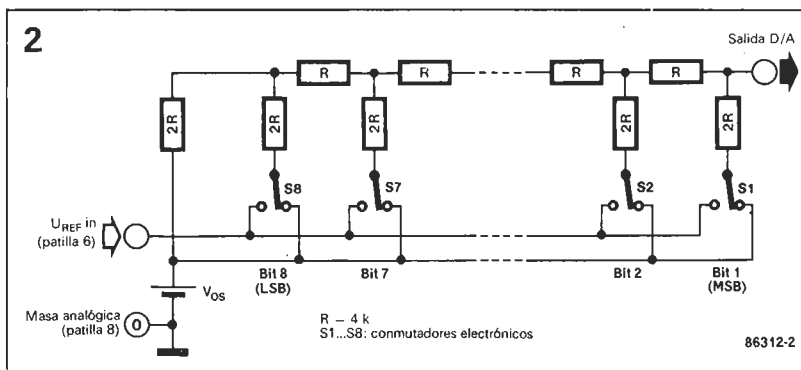 2
Salida D/A
R
R
R
R
2R
2R
2R
2R
2R
S8
S7
S2
S1
U_REF in
(patilla 6)
Bit 8
(LSB)
Bit 7
Bit 2
Bit 1
(MSB)
V_OS
Masa analógica
(patilla 8)
0
R = 4 k
S1...S8: conmutadores electrónicos
86312-2